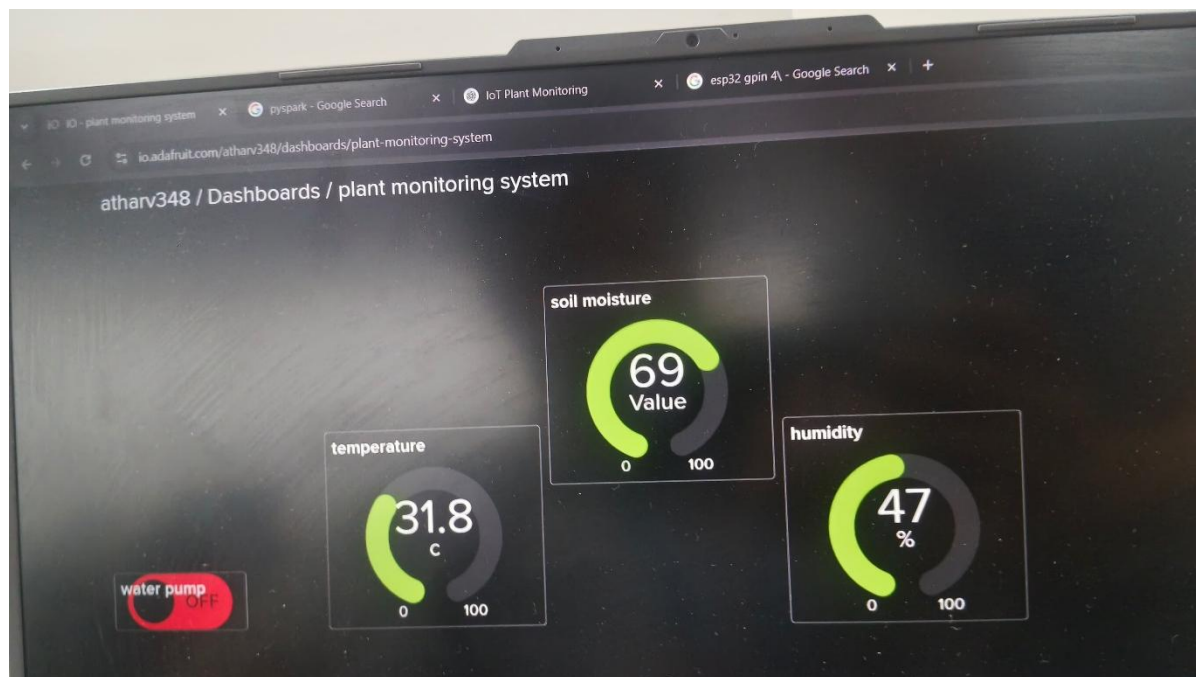 IO - plant monitoring system
pyspark - Google Search
IoT Plant Monitoring
esp32 gpin 4\ - Google Search
io.adafruit.com/atharv348/dashboards/plant-monitoring-system
atharv348 / Dashboards / plant monitoring system
soil moisture
69
Value
0 100
temperature
31.8
c
0 100
humidity
47
%
0 100
water pump
OFF